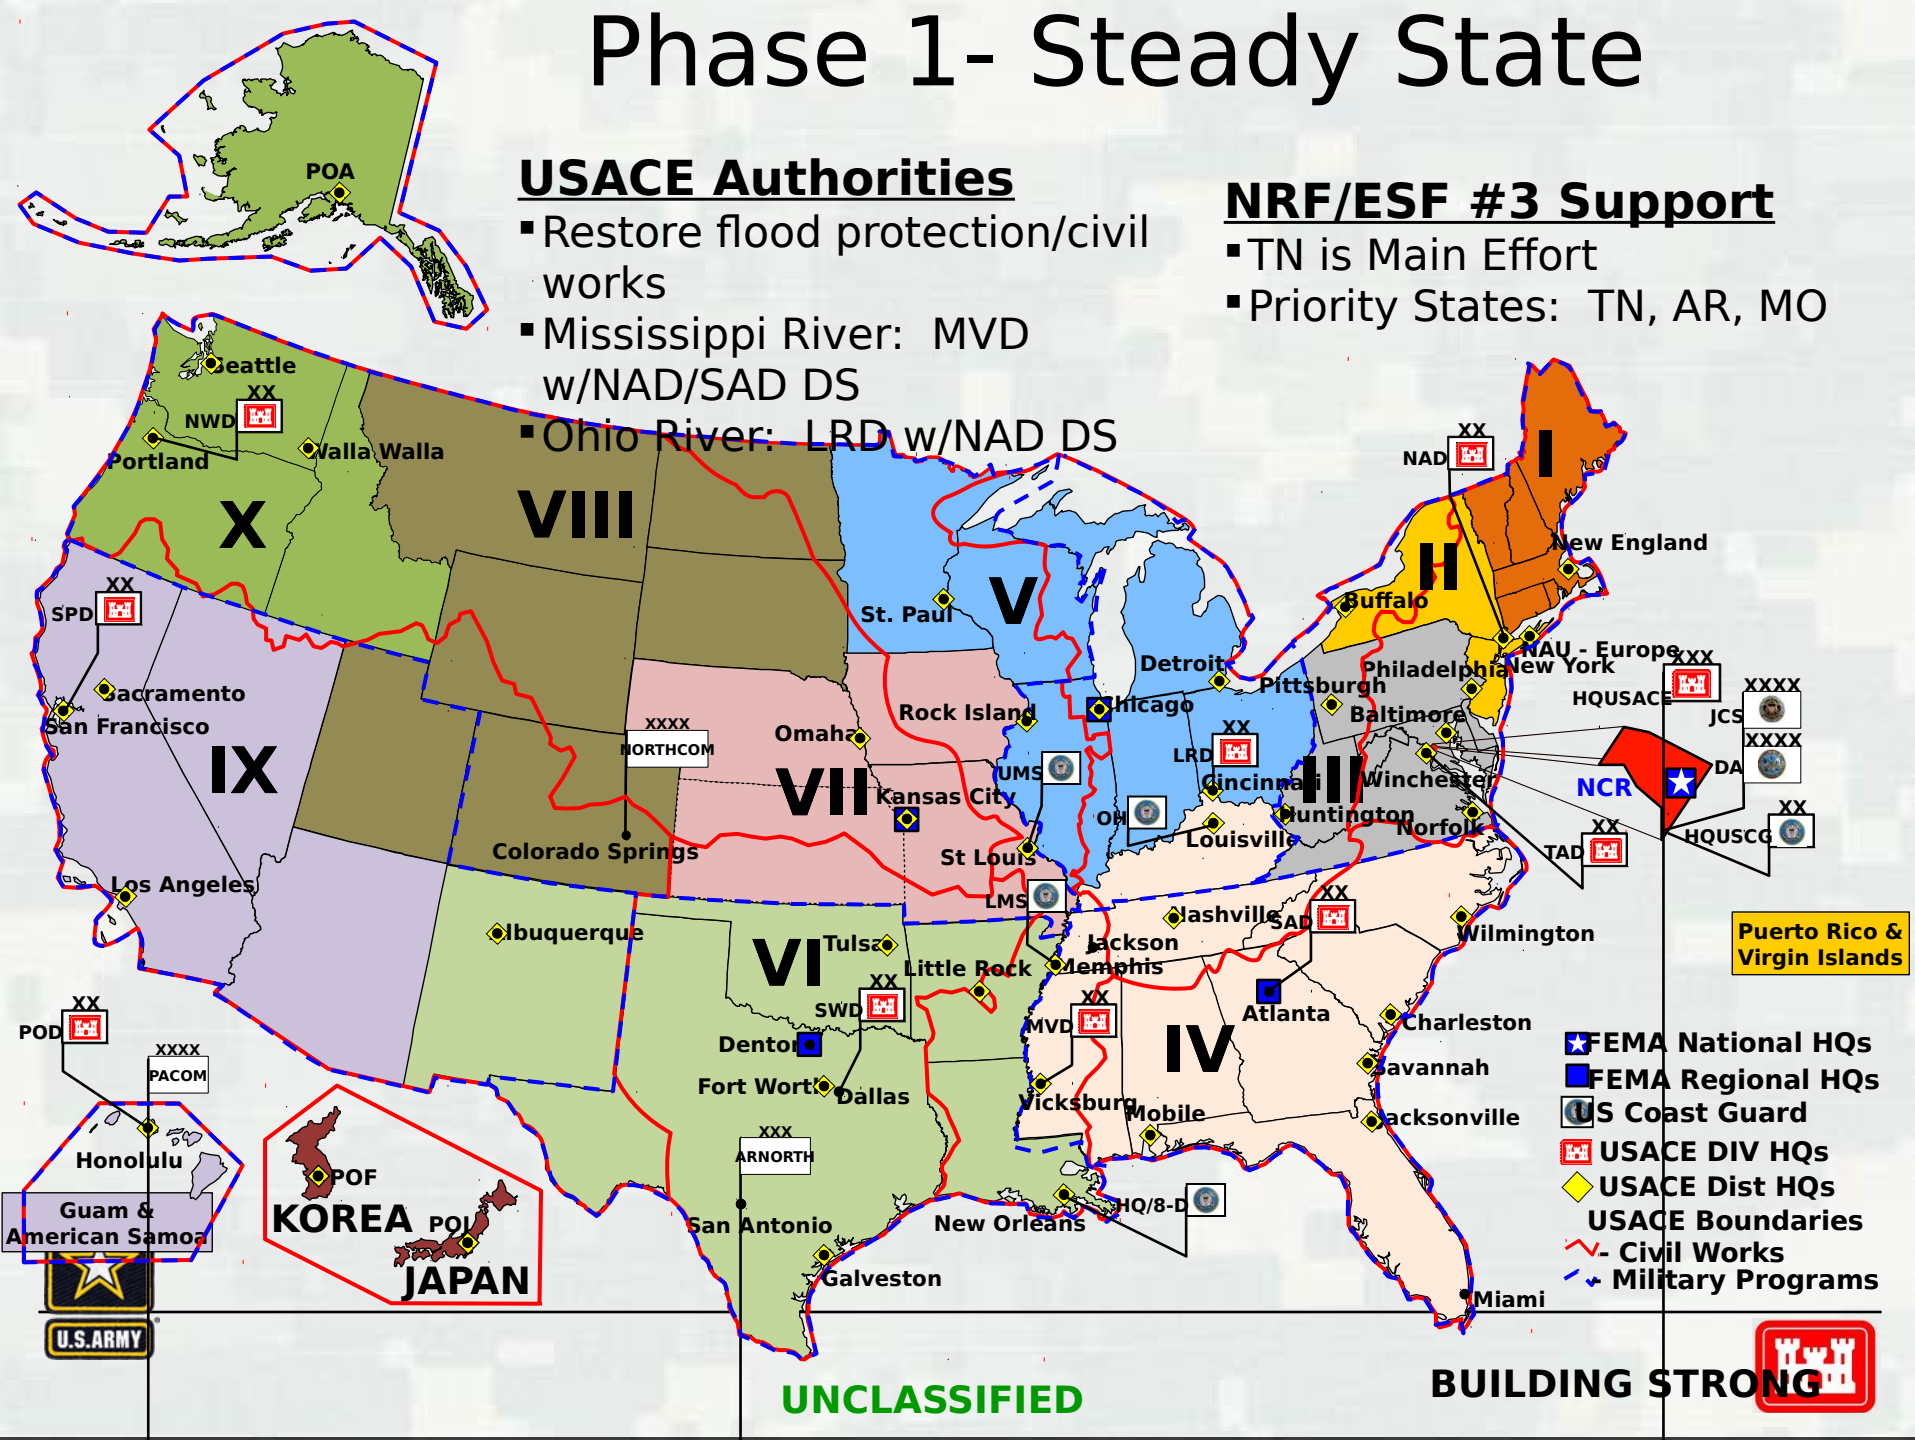 Phase 1- Steady State
USACE Authorities
▪Restore flood protection/civil
works
▪Mississippi River:  MVD
w/NAD/SAD DS
▪Ohio River:  LRD w/NAD DS
NRF/ESF #3 Support
▪TN is Main Effort
▪Priority States:  TN, AR, MO
POA
Seattle
XX
NWD
Portland
Walla Walla
X
VIII
XX
NAD
I
New England
II
Buffalo
V
St. Paul
XX
SPD
Sacramento
San Francisco
IX
Los Angeles
NAU - Europe
New York
Philadelphia
Detroit
Pittsburgh
Baltimore
XXX
HQUSACE
XXXX
JCS
XXXX
DA
NCR
XX
HQUSCG
XX
TAD
Chicago
Rock Island
Omaha
XXXX
NORTHCOM
VII
Kansas City
UMS
XX
LRD
Cincinnati
III
Winchester
OH
Huntington
Norfolk
Louisville
Colorado Springs
St Louis
LMS
Albuquerque
VI
Tulsa
Little Rock
Nashville
XX
SAD
Jackson
Memphis
Wilmington
Puerto Rico &
Virgin Islands
XX
SWD
XX
MVD
Atlanta
IV
Charleston
Savannah
Denton
Fort Worth
Dallas
Vicksburg
Mobile
Jacksonville
XX
POD
XXXX
PACOM
Honolulu
Guam &
American Samoa
POF
KOREA
POJ
JAPAN
XXX
ARNORTH
San Antonio
Galveston
New Orleans
HQ/8-D
Miami
FEMA National HQs
FEMA Regional HQs
US Coast Guard
USACE DIV HQs
USACE Dist HQs
USACE Boundaries
- Civil Works
- Military Programs
U.S.ARMY
UNCLASSIFIED
BUILDING STRONG